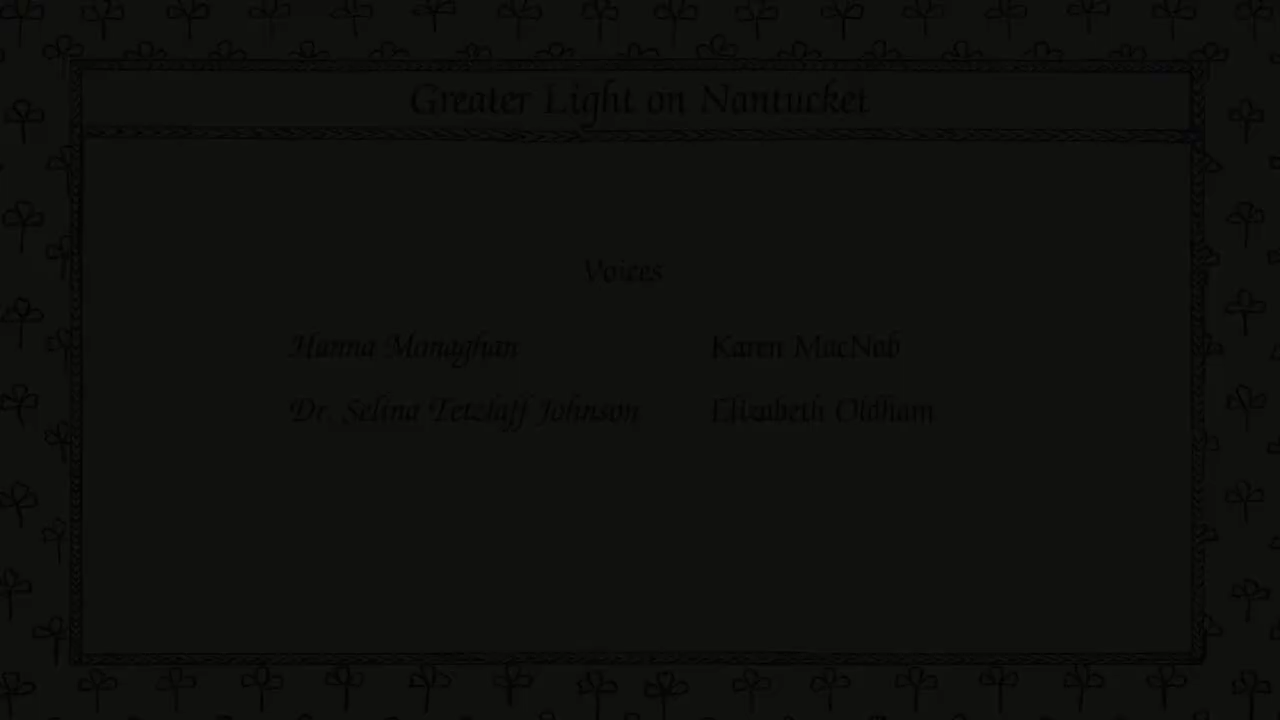 Greater Light on Nantucket
Voices
Hanna Monaghan Karen MacNab
Dr. Selina Tetzlaff Johnson Elizabeth Oldham